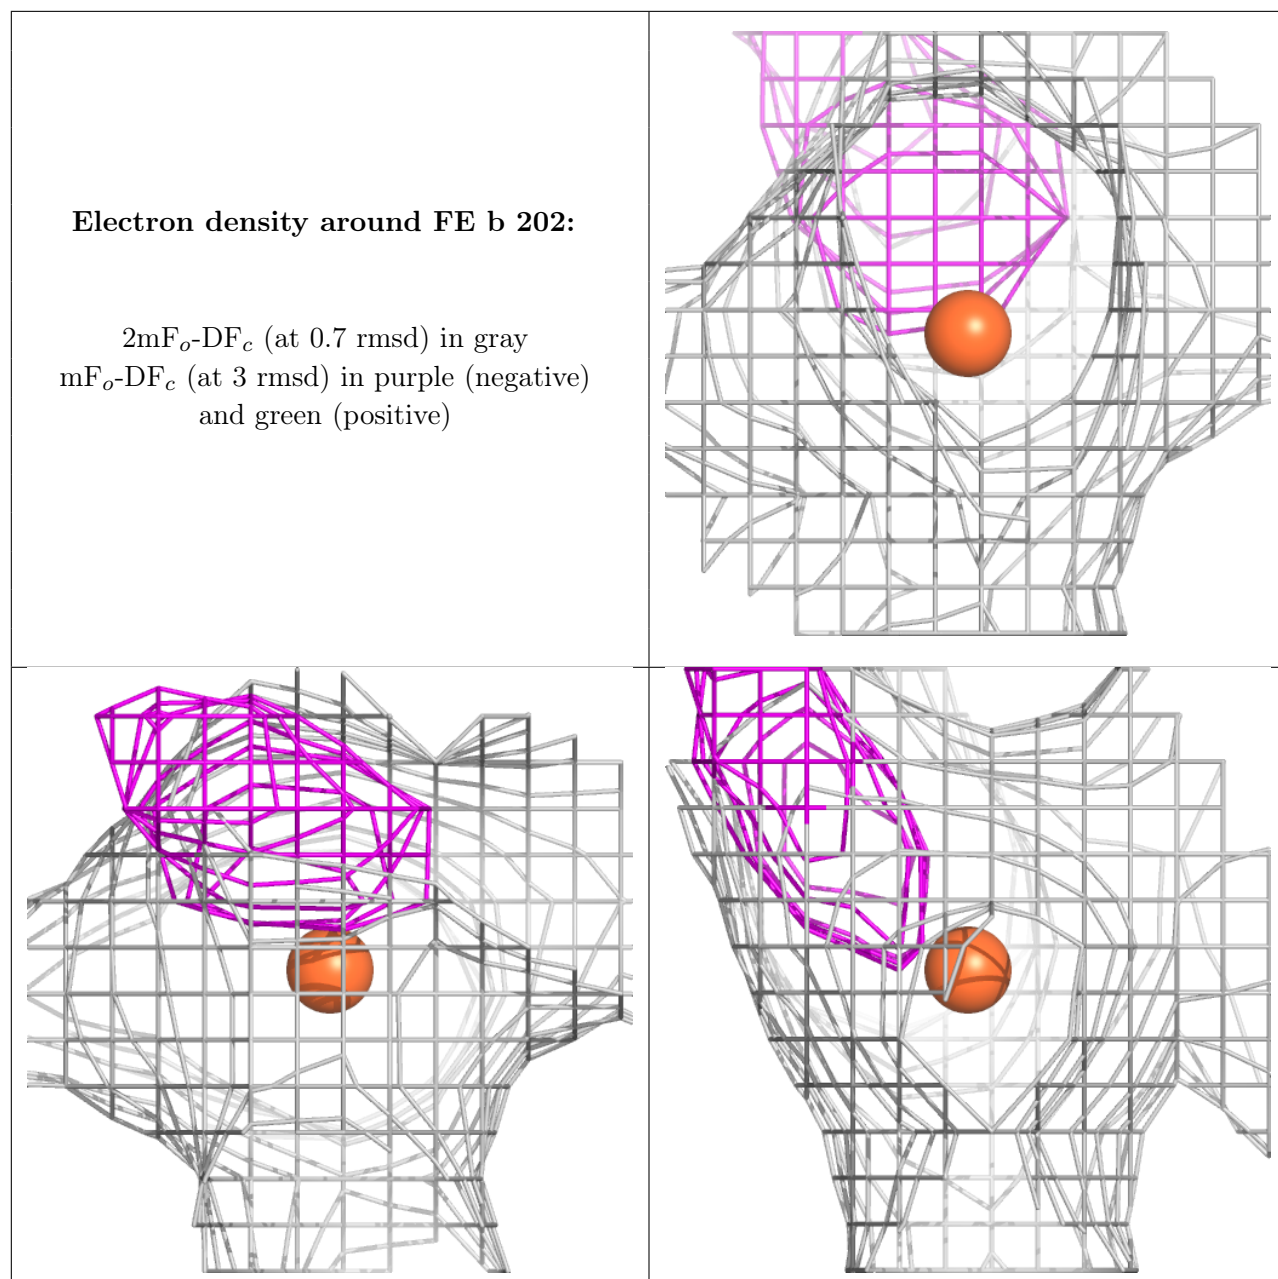 Electron density around FE b 202:
2mFo-DFc (at 0.7 rmsd) in gray
mFo-DFc (at 3 rmsd) in purple (negative)
and green (positive)